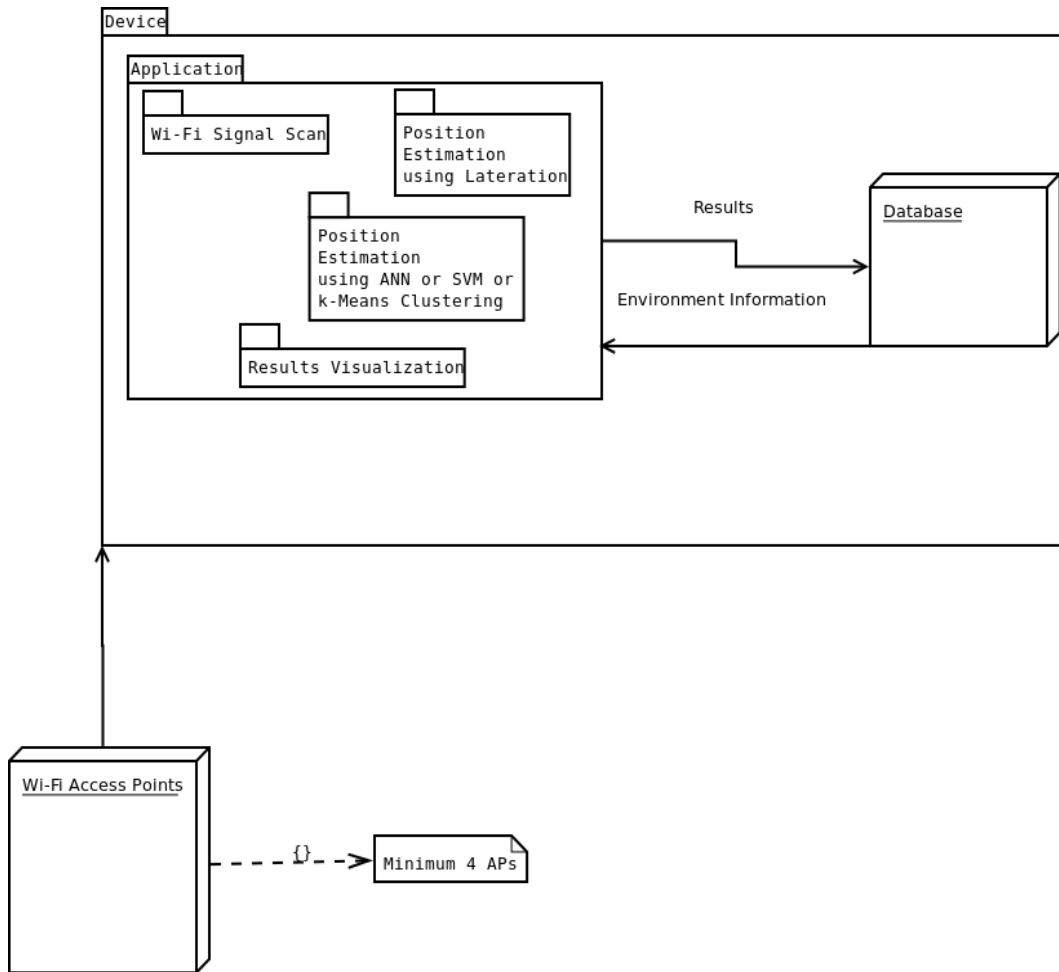 Device
Application
Wi-Fi Signal Scan
Position
Estimation
using Lateration
Position
Estimation
using ANN or SVM or
k-Means Clustering
Results Visualization
Results
Environment Information
Database
Wi-Fi Access Points
{}
Minimum 4 APs